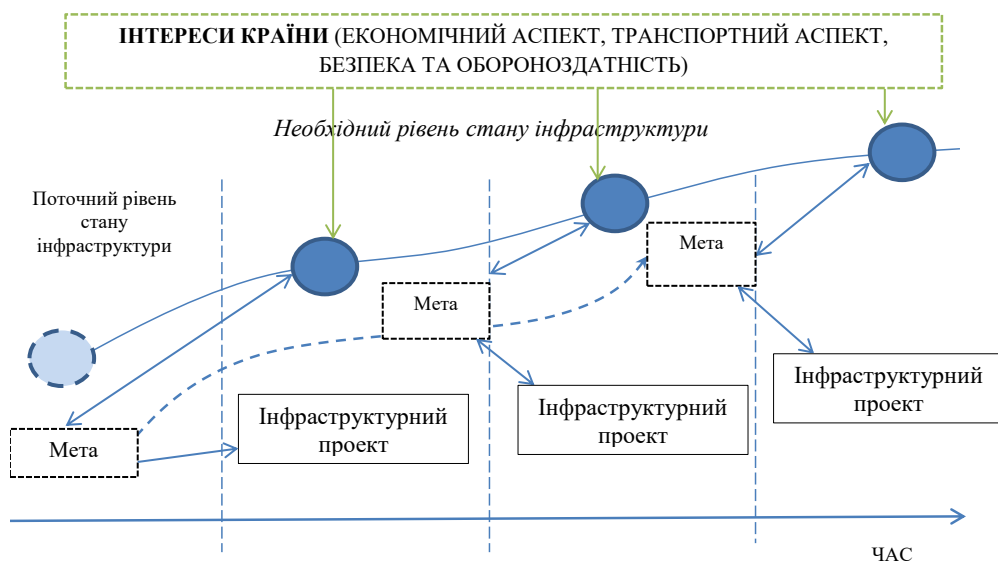 ІНТЕРЕСИ КРАЇНИ (ЕКОНОМІЧНИЙ АСПЕКТ, ТРАНСПОРТНИЙ АСПЕКТ,
БЕЗПЕКА ТА ОБОРОНОЗДАТНІСТЬ)
Необхідний рівень стану інфраструктури
Поточний рівень
стану
інфраструктури
Мета
Мета
Мета
Інфраструктурний
проект
Інфраструктурний
проект
Інфраструктурний
проект
ЧАС